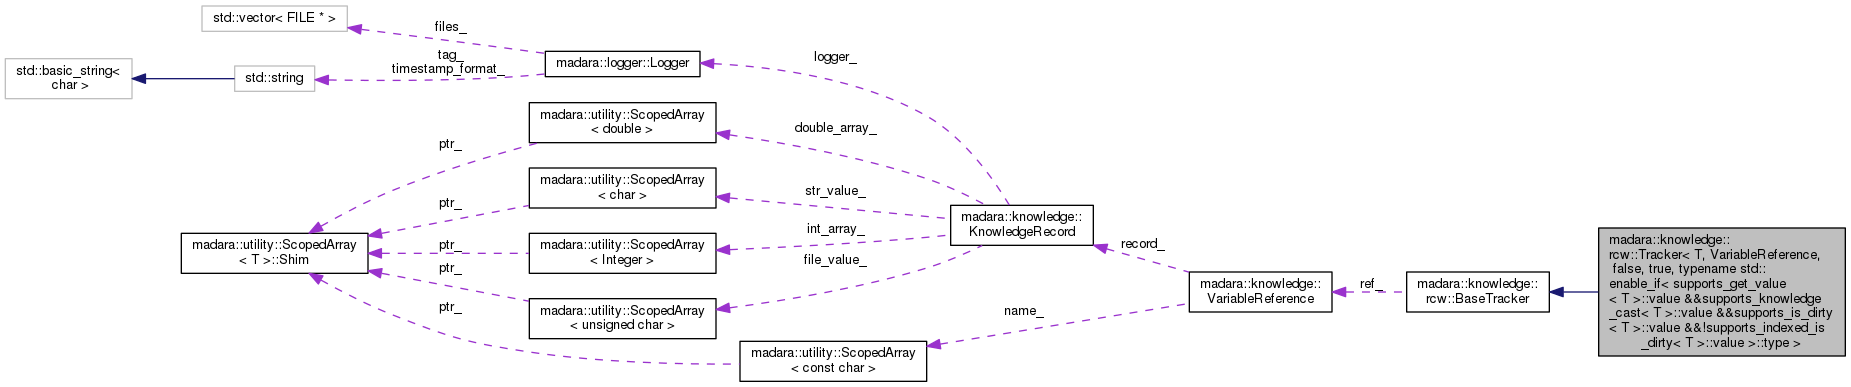 std::vector< FILE * >
files_
tag_
timestamp_format_
std::basic_string<
char >
std::string
madara::logger::Logger
logger_
madara::utility::ScopedArray
< double >
double_array_
ptr_
madara::utility::ScopedArray
< char >
str_value_
ptr_
madara::utility::ScopedArray
< Integer >
int_array_
ptr_
madara::utility::ScopedArray
< unsigned char >
file_value_
ptr_
madara::utility::ScopedArray
< T >::Shim
ptr_
madara::utility::ScopedArray
< const char >
name_
madara::knowledge::
KnowledgeRecord
record_
madara::knowledge::
VariableReference
ref_
madara::knowledge::
rcw::BaseTracker
madara::knowledge::
rcw::Tracker< T, VariableReference,
false, true, typename std::
enable_if< supports_get_value
< T >::value &&supports_knowledge
_cast< T >::value &&supports_is_dirty
< T >::value &&!supports_indexed_is
_dirty< T >::value >::type >